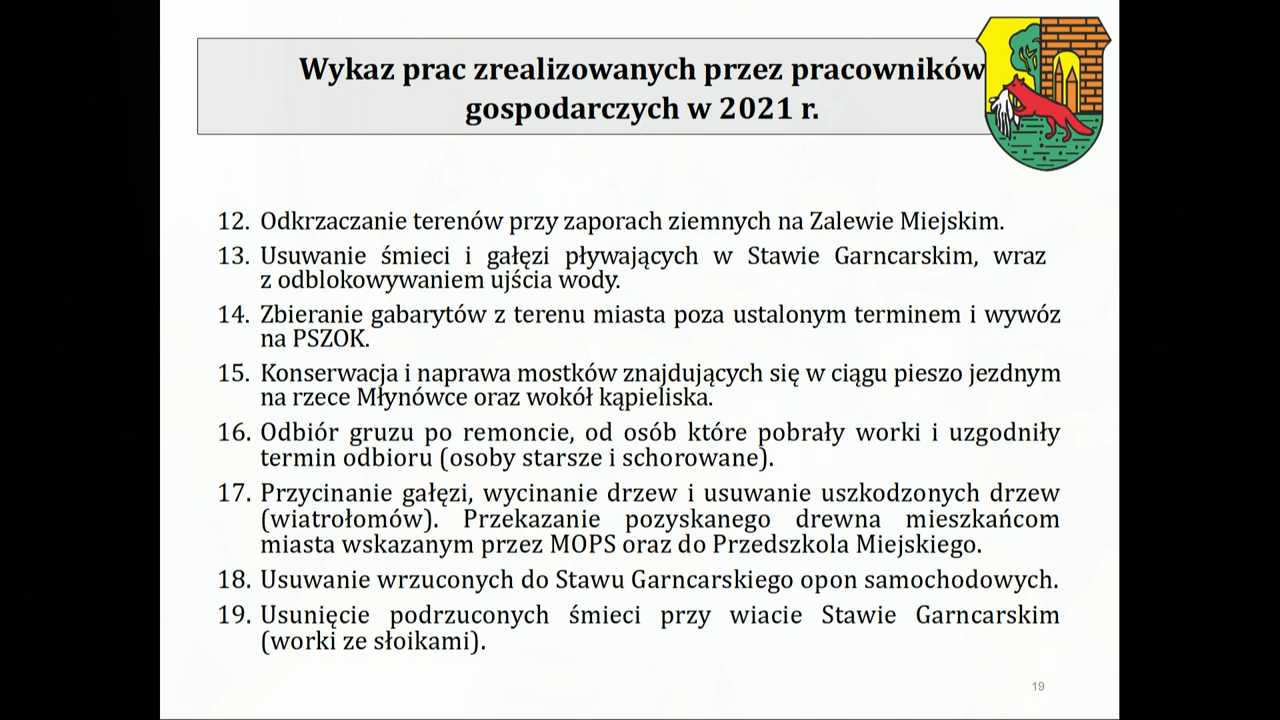 Wykaz prac zrealizowanych przez pracowników
gospodarczych w 2021 r.
12. Odkrzaczanie terenów przy zaporach ziemnych na Zalewie Miejskim.
13. Usuwanie śmieci i gałęzi pływających w Stawie Garncarskim, wraz
z odblokowywaniem ujścia wody.
14. Zbieranie gabarytów z terenu miasta poza ustalonym terminem i wywóz
na PSZOK.
15. Konserwacja i naprawa mostków znajdujących się w ciągu pieszo jezdnym
na rzece Młynówce oraz wokół kąpieliska.
16. Odbiór gruzu po remoncie, od osób które pobrały worki i uzgodniły
termin odbioru (osoby starsze i schorowane).
17. Przycinanie gałęzi, wycinanie drzew i usuwanie uszkodzonych drzew
(wiatrołomów). Przekazanie pozyskanego drewna mieszkańcom
miasta wskazanym przez MOPS oraz do Przedszkola Miejskiego.
18. Usuwanie wrzuconych do Stawu Garncarskiego opon samochodowych.
19. Usunięcie podrzuconych śmieci przy wiacie Stawie Garncarskim
(worki ze słoikami).
19